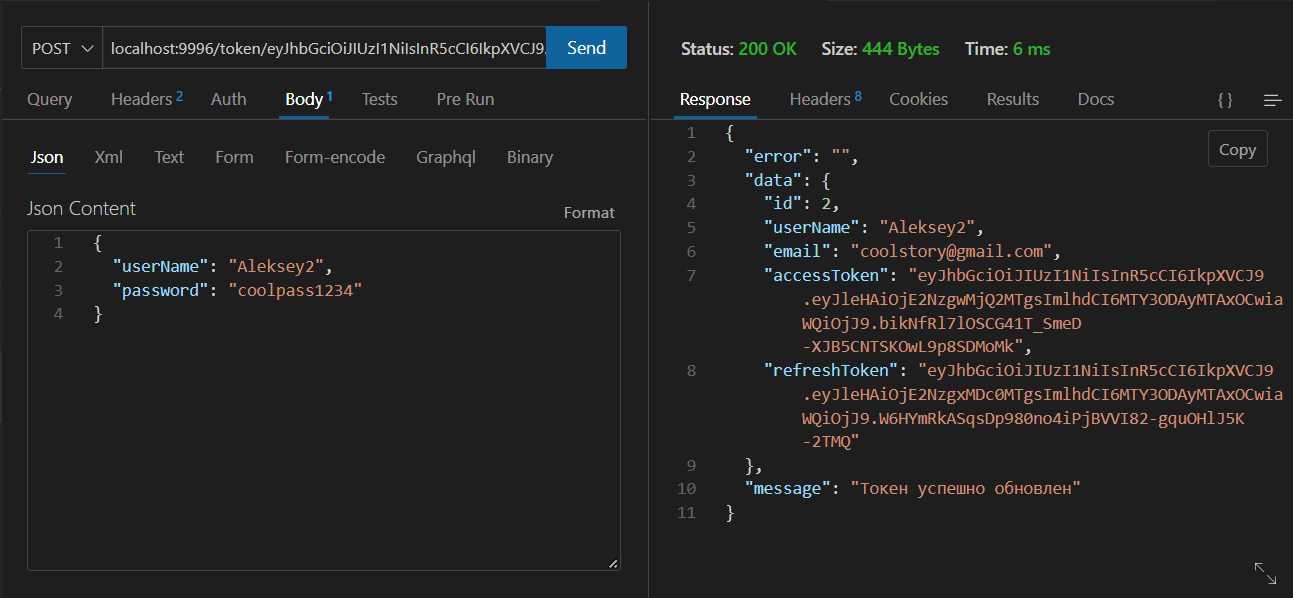 POST localhost:9996/token/eyJhbGciOiJIUzI1NiIsInR5cCI6IkpXVCJ9. Send
Query Headers 2 Auth Body 1 Tests Pre Run
Json Xml Text Form Form-encode Graphql Binary
Json Content
Format
1 {
2 "userName": "Aleksey2",
3 "password": "coolpass1234"
4 }
Status: 200 OK Size: 444 Bytes Time: 6 ms
Response Headers 8 Cookies Results Docs { }
Copy
1 {
2 "error": "",
3 "data": {
4 "id": 2,
5 "userName": "Aleksey2",
6 "email": "coolstory@gmail.com",
7 "accessToken": "eyJhbGciOiJIUzI1NiIsInR5cCI6IkpXVCJ9
.eyJleHAiOjE2NzgwMjQ2MTgsImlhdCI6MTY3ODAyMTAxOCwia
WQiOjJ9.bikNfRl7lOSCG41T_SmeD
-XJB5CNTSKOwL9p8SDMoMk",
8 "refreshToken": "eyJhbGciOiJIUzI1NiIsInR5cCI6IkpXVCJ9
.eyJleHAiOjE2NzgxMDc0MTgsImlhdCI6MTY3ODAyMTAxOCwia
WQiOjJ9.W6HYmRkASqsDp980no4iPjBVVI82-gquOHlJ5K
-2TMQ"
9 },
10 "message": "Токен успешно обновлен"
11 }